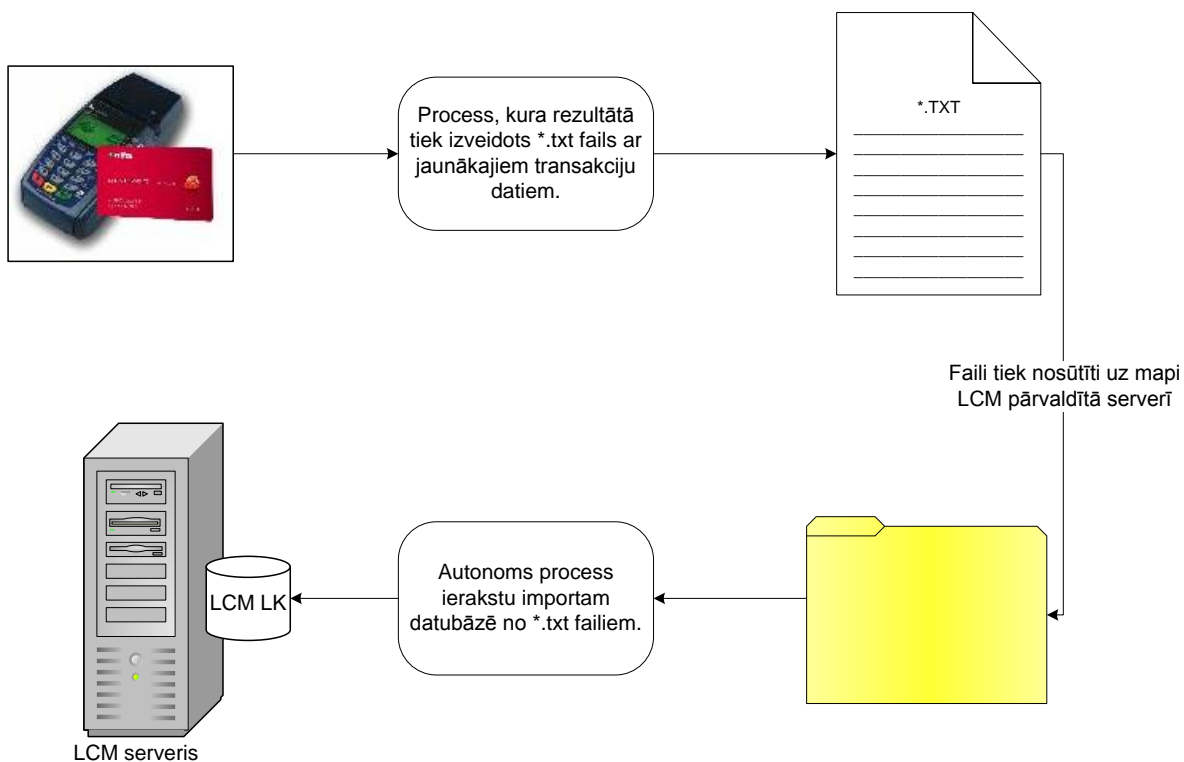 Process, kura rezultātā
tiek izveidots *.txt fails ar
jaunākajiem transakciju
datiem.
*.TXT
Faili tiek nosūtīti uz mapi
LCM pārvaldītā serverī
Autonoms process
ierakstu importam
datubāzē no *.txt failiem.
LCM LK
LCM serveris